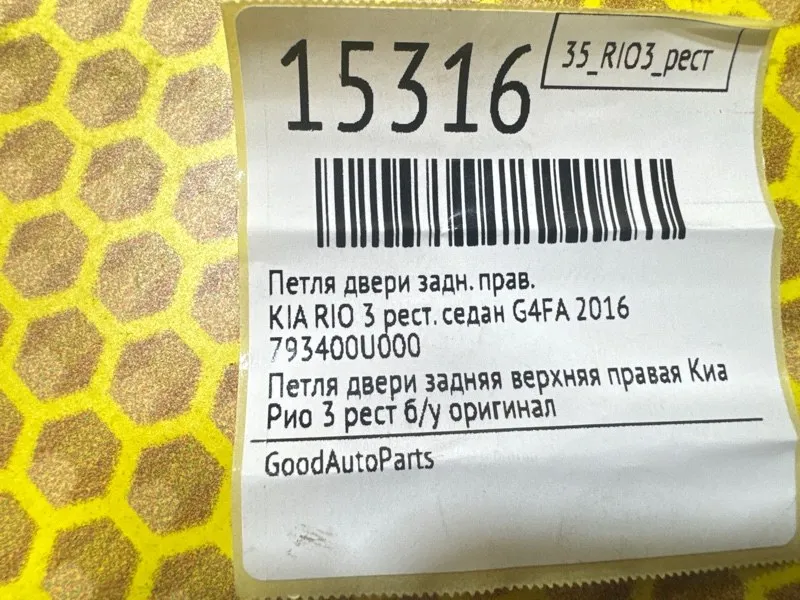 15316
35_RIO3_рест
Петля двери задн. прав.
KIA RIO 3 рест. седан G4FA 2016
793400U000
Петля двери задняя верхняя правая Киа
Рио 3 рест б/у оригинал
GoodAutoParts